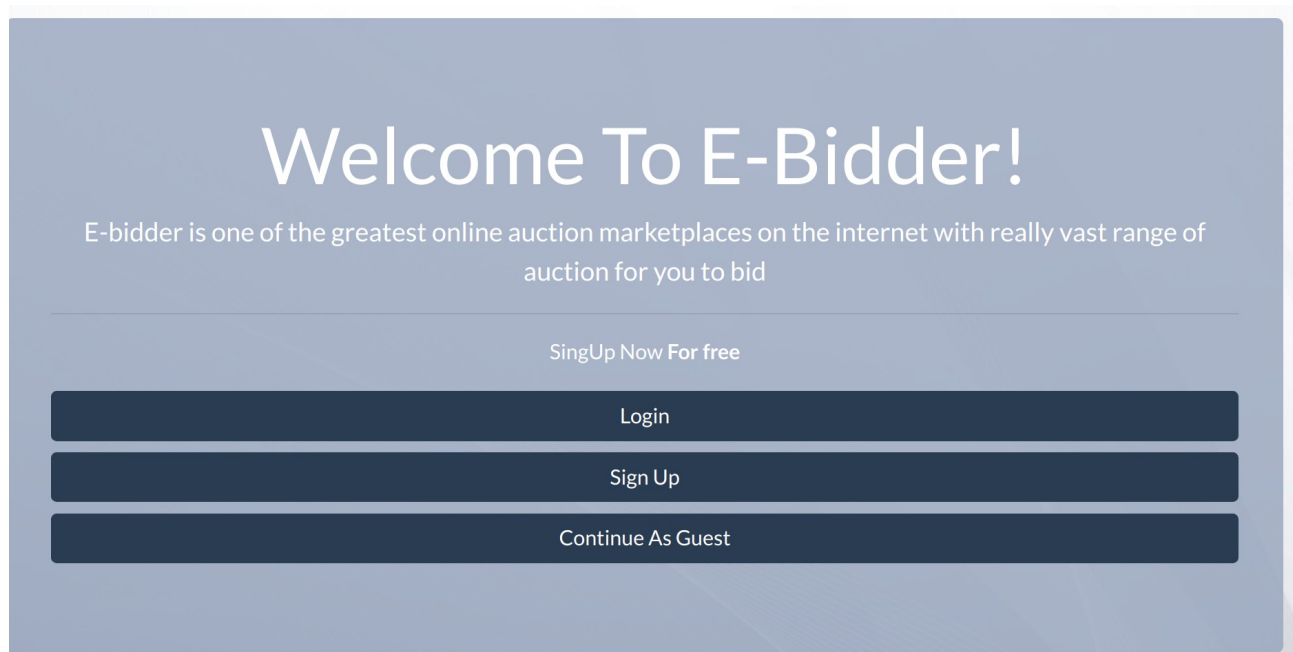 Welcome To E-Bidder!
E-bidder is one of the greatest online auction marketplaces on the internet with really vast range of
auction for you to bid
SingUp Now For free
Login
Sign Up
Continue As Guest